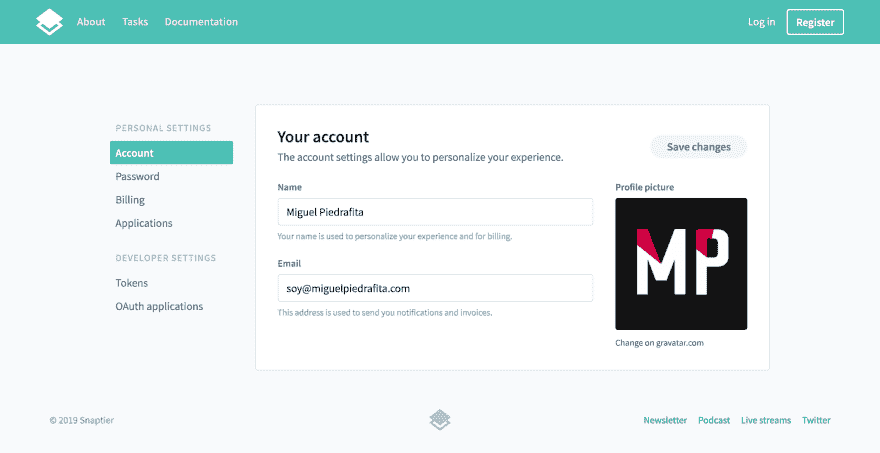 About Tasks Documentation Log in Register
PERSONAL SETTINGS
Account
Password
Billing
Applications
DEVELOPER SETTINGS
Tokens
OAuth applications
Your account
The account settings allow you to personalize your experience.
Save changes
Name
Miguel Piedrafita
Your name is used to personalize your experience and for billing.
Email
soy@miguelpiedrafita.com
This address is used to send you notifications and invoices.
Profile picture
MP
Change on gravatar.com
© 2019 Snaptier
Newsletter Podcast Live streams Twitter